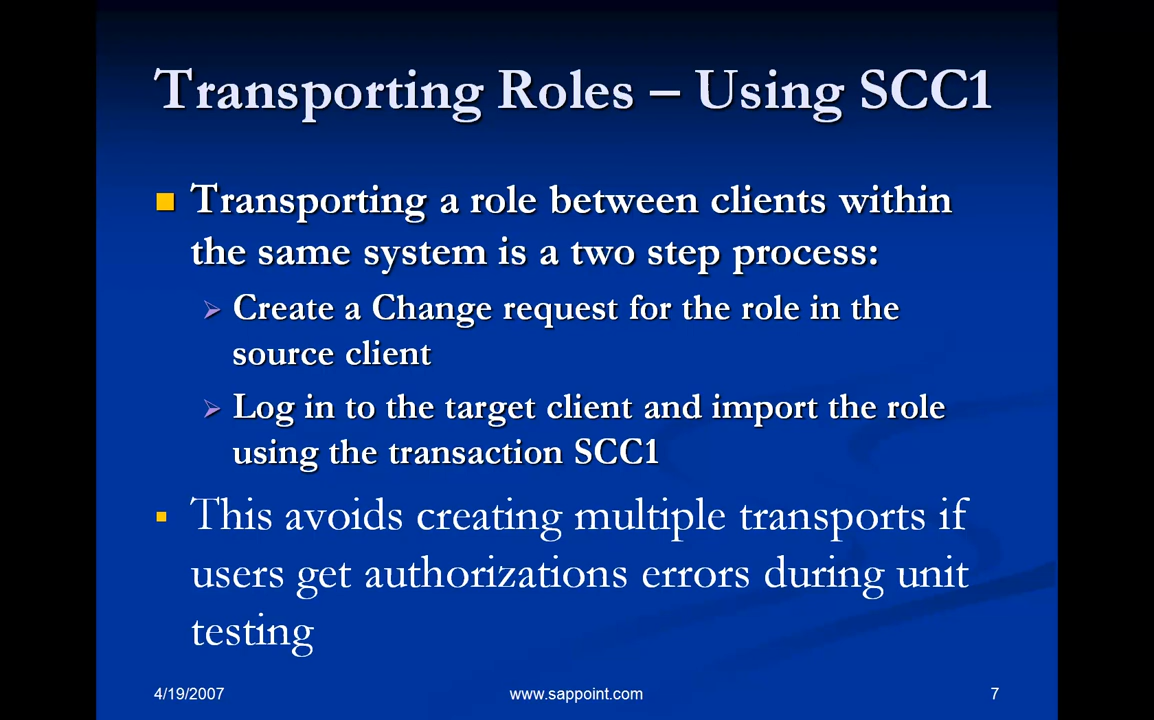 Transporting Roles – Using SCC1
Transporting a role between clients within
the same system is a two step process:
Create a Change request for the role in the
source client
Log in to the target client and import the role
using the transaction SCC1
This avoids creating multiple transports if
users get authorizations errors during unit
testing
4/19/2007 www.sappoint.com 7